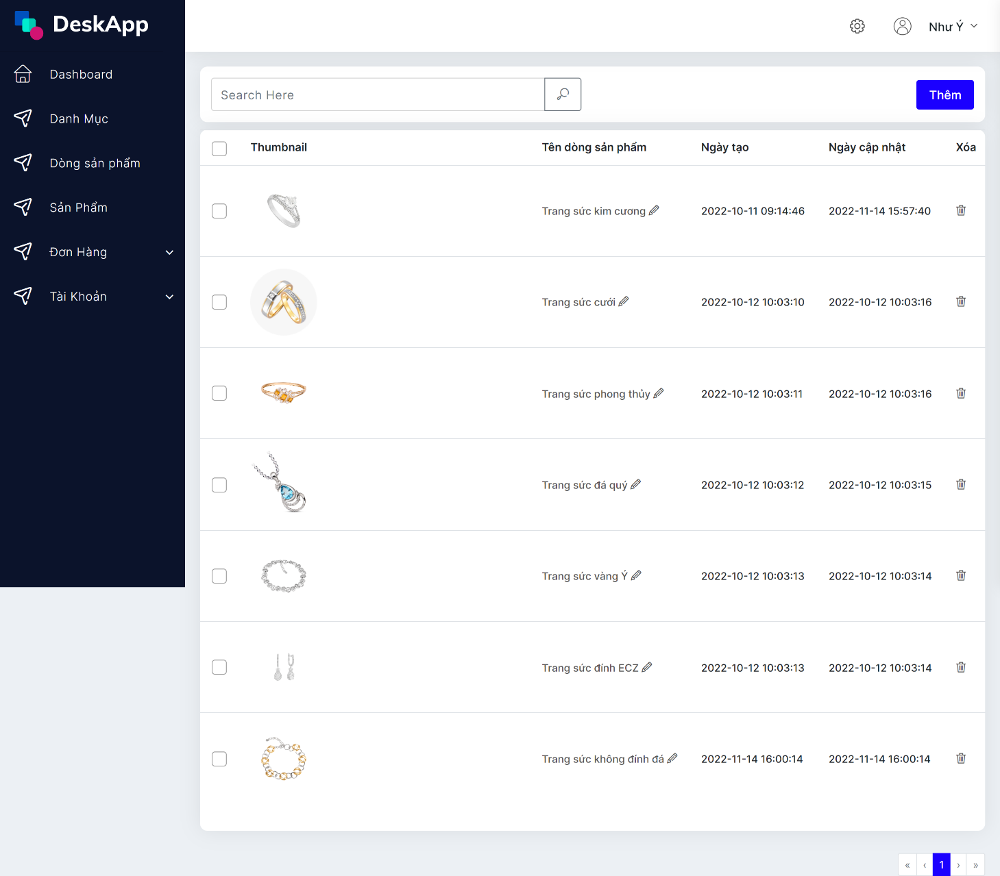 DeskApp
Như Ý
Dashboard
Danh Mục
Dòng sản phẩm
Sản Phẩm
Đơn Hàng
Tài Khoản
Search Here
Thêm
Thumbnail Tên dòng sản phẩm Ngày tạo Ngày cập nhật Xóa
Trang sức kim cương 2022-10-11 09:14:46 2022-11-14 15:57:40
Trang sức cưới 2022-10-12 10:03:10 2022-10-12 10:03:16
Trang sức phong thủy 2022-10-12 10:03:11 2022-10-12 10:03:16
Trang sức đá quý 2022-10-12 10:03:12 2022-10-12 10:03:15
Trang sức vàng Ý 2022-10-12 10:03:13 2022-10-12 10:03:14
Trang sức đính ECZ 2022-10-12 10:03:13 2022-10-12 10:03:14
Trang sức không đính đá 2022-11-14 16:00:14 2022-11-14 16:00:14
« ‹ 1 › »